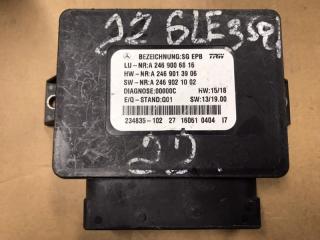 22 GLE350
BEZEICHNUNG:SG EPB TRW
LU-NR:A 246 900 68 16
HW-NR:A 246 901 39 06
SW-NR:A 246 902 10 02
DIAGNOSE:00000C HW:15/16
E/Q-STAND:G01 SW:13/19.00
234835-102 27 16061 0404 I7
22